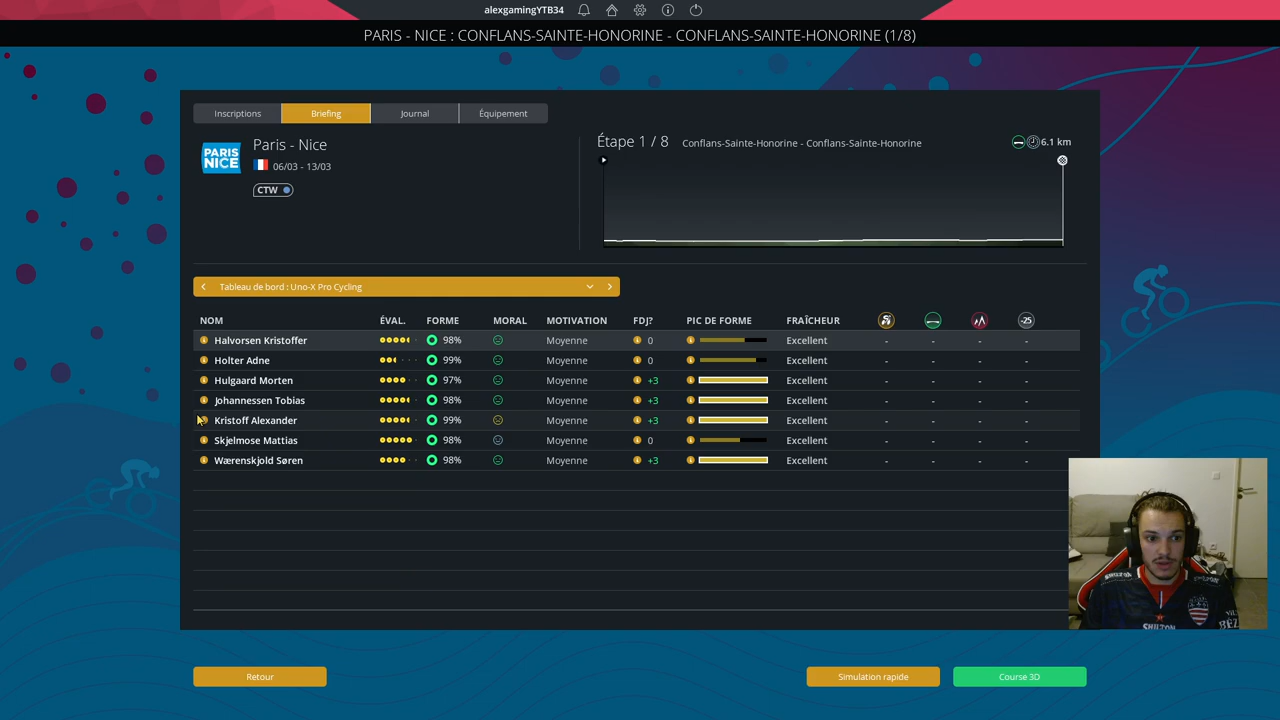 alexgamingYTB34
PARIS - NICE : CONFLANS-SAINTE-HONORINE - CONFLANS-SAINTE-HONORINE (1/8)
Inscriptions Briefing Journal Équipement
PARIS NICE
Paris - Nice
06/03 - 13/03
CTW
Étape 1 / 8 Conflans-Sainte-Honorine - Conflans-Sainte-Honorine 6.1 km
Tableau de bord : Uno-X Pro Cycling
NOM ÉVAL. FORME MORAL MOTIVATION FDJ? PIC DE FORME FRAÎCHEUR -25
Halvorsen Kristoffer 98% Moyenne 0 Excellent - - - -
Holter Adne 99% Moyenne 0 Excellent - - - -
Hulgaard Morten 97% Moyenne +3 Excellent - - - -
Johannessen Tobias 98% Moyenne +3 Excellent - - - -
Kristoff Alexander 99% Moyenne +3 Excellent - - - -
Skjelmose Mattias 98% Moyenne 0 Excellent - - - -
Wærenskjold Søren 98% Moyenne +3 Excellent - - - -
SHILTON
Retour Simulation rapide Course 3D